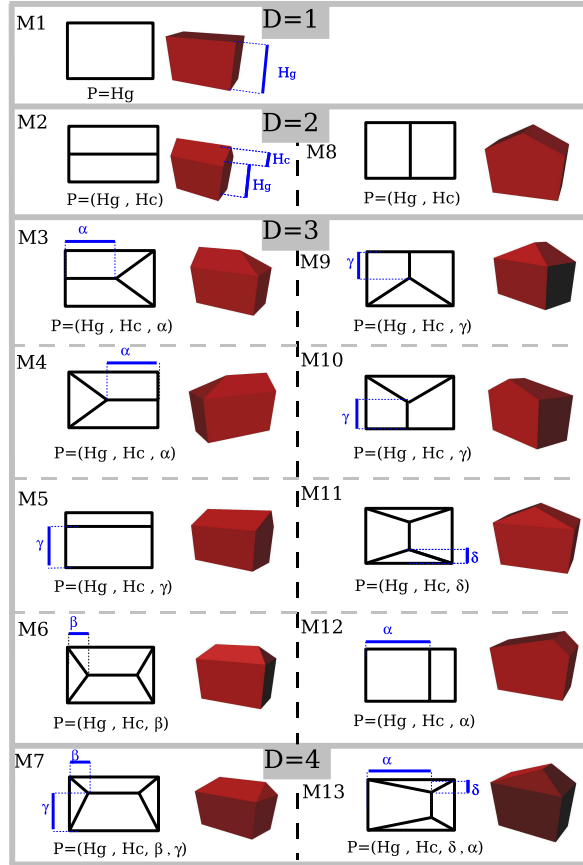 M1
D=1
Hg
P=Hg
M2
D=2
Hc
Hg
P=(Hg , Hc)
M8
P=(Hg , Hc)
D=3
M3
α
P=(Hg , Hc , α)
M9
γ
P=(Hg , Hc , γ)
M4
α
P=(Hg , Hc , α)
M10
γ
P=(Hg , Hc , γ)
M5
γ
P=(Hg , Hc , γ)
M11
δ
P=(Hg , Hc, δ)
M6
β
P=(Hg , Hc, β)
M12
α
P=(Hg , Hc , α)
D=4
M7
β
γ
P=(Hg , Hc, β , γ)
M13
α
δ
P=(Hg , Hc, δ , α)